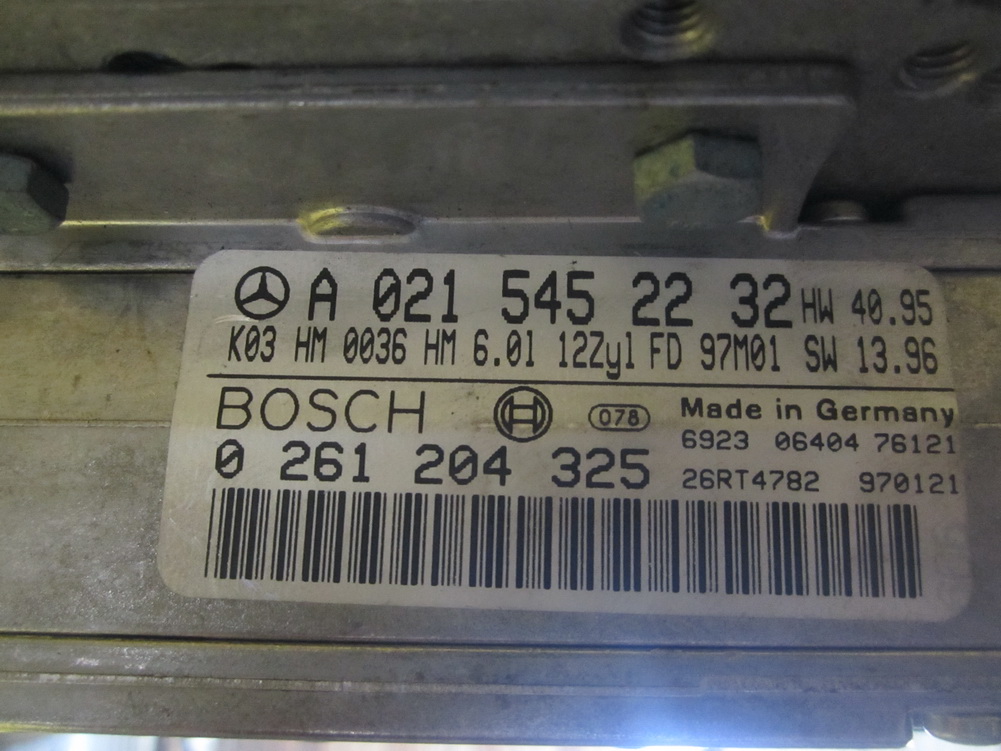 A 021 545 22 32 HW 40.95
K03 HM 0036 HM 6.0l 12Zyl FD 97M01 SW 13.96
BOSCH 078 Made in Germany
6923 06404 76121
0 261 204 325 26RT4782 970121